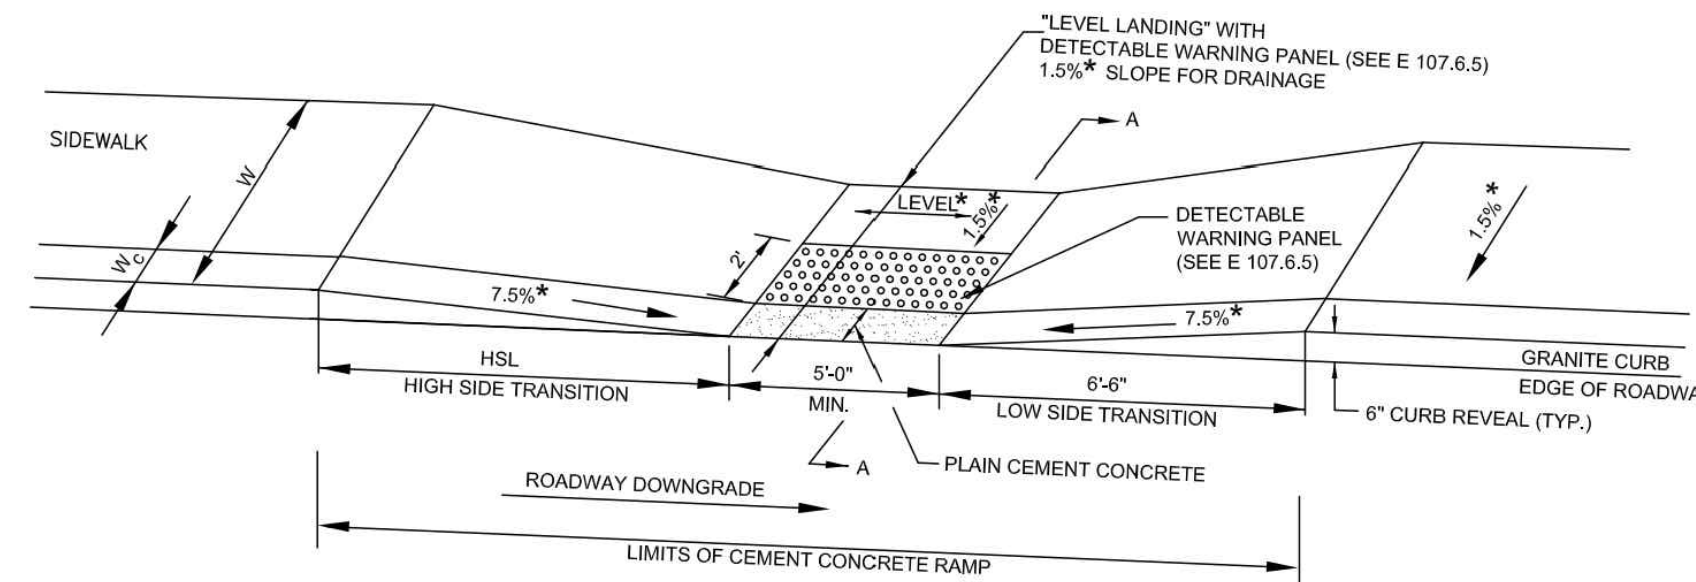 "LEVEL LANDING" WITH
DETECTABLE WARNING PANEL (SEE E 107.6.5)
1.5%* SLOPE FOR DRAINAGE
A
SIDEWALK
W
LEVEL*
1.5%*
DETECTABLE
WARNING PANEL
(SEE E 107.6.5)
1.5%*
Wc
2'
7.5%*
7.5%*
GRANITE CURB
EDGE OF ROADWA
6" CURB REVEAL (TYP.)
HSL
HIGH SIDE TRANSITION
5'-0"
MIN.
6'-6"
LOW SIDE TRANSITION
A
PLAIN CEMENT CONCRETE
ROADWAY DOWNGRADE
LIMITS OF CEMENT CONCRETE RAMP